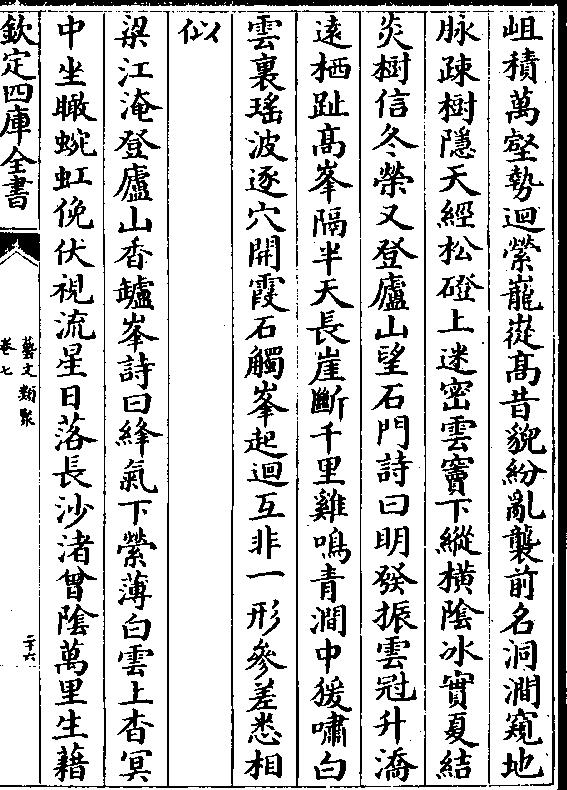 岨積萬壑勢迴縈巃嵸髙昔貌紛亂襲前名洞澗窺地
脉疎樹隱天經松磴上迷密雲竇下縱横陰冰實夏結
炎樹信冬榮又登廬山望石門詩曰明發振雲冠升潏
遠栖趾髙峯隔半天長崖斷千里雞鳴青澗中猨嘯白
雲裏瑶波逐穴開霞石觸峯起迴互非一形參差悉相
似
梁江淹登廬山香罏峯詩曰絳氣下縈薄白雲上杳冥
中坐瞰蜿虹俛伏視流星日落長沙渚曾陰萬里生藉
欽定四庫全書
藝文類聚
卷七
二十六